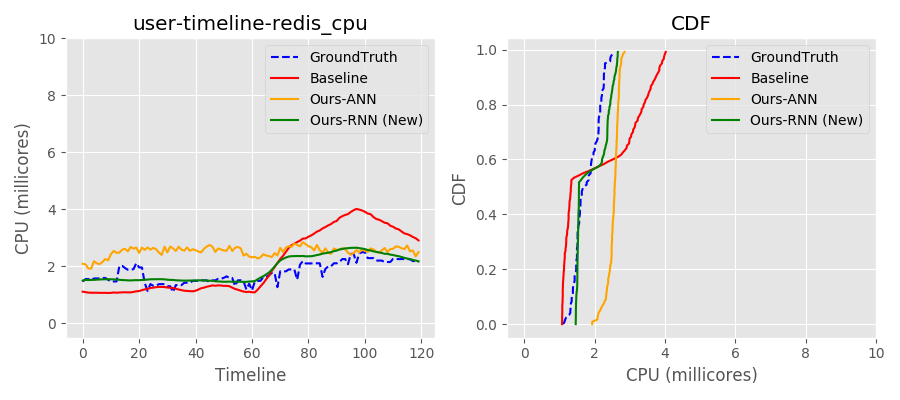 user-timeline-redis_cpu
CPU (millicores)
10
8
6
4
2
0
0
20
40
60
80
100
120
Timeline
GroundTruth
Baseline
Ours-ANN
Ours-RNN (New)
CDF
CDF
1.0
0.8
0.6
0.4
0.2
0.0
0
2
4
6
8
10
CPU (millicores)
GroundTruth
Baseline
Ours-ANN
Ours-RNN (New)